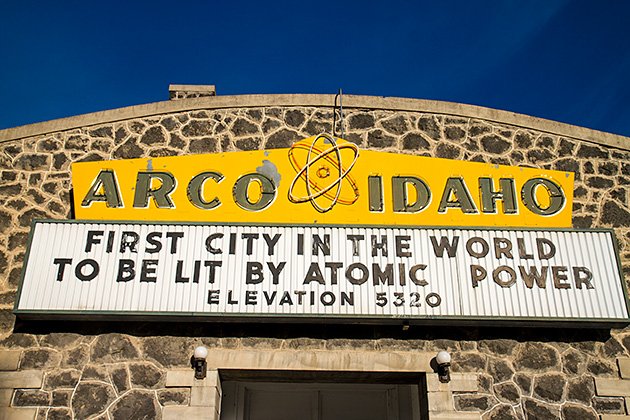 ARCO IDAHO
FIRST CITY IN THE WORLD
TO BE LIT BY ATOMIC POWER
ELEVATION 5320